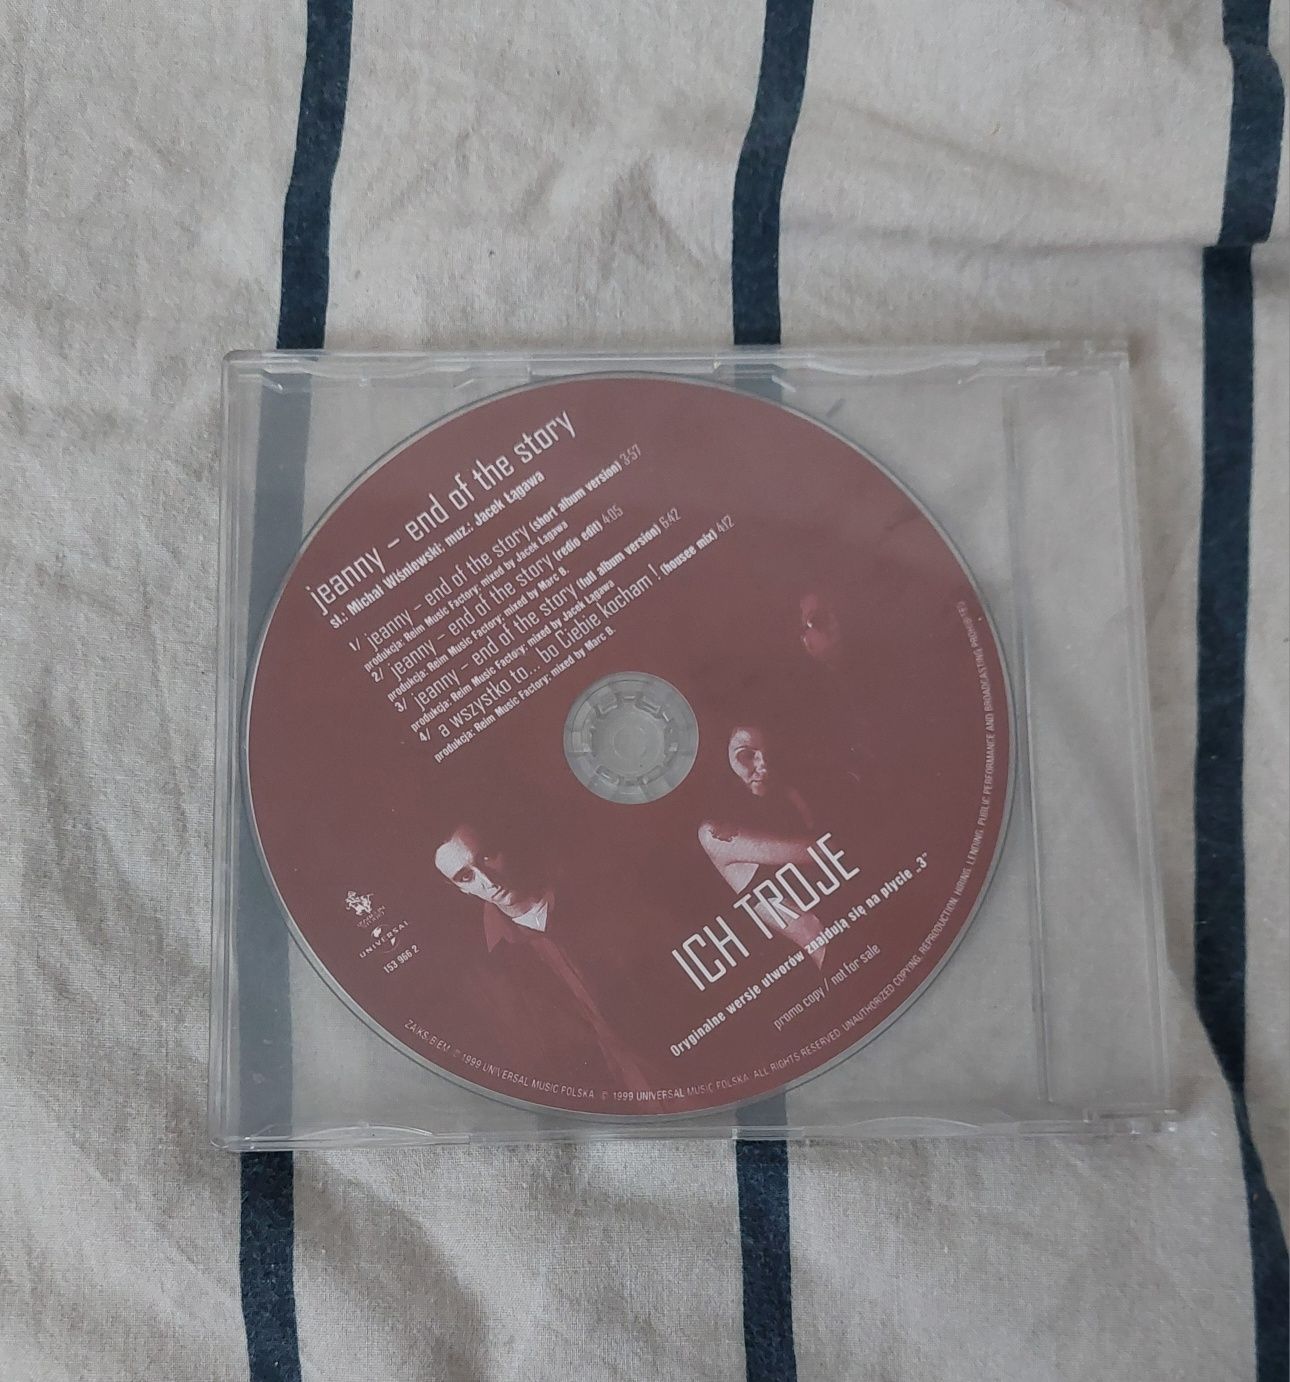 jeanny – end of the story
sł.: Michał Wiśniewski; muz.: Jacek Łągawa
1/ jeanny – end of the story (short album version) 3:57
produkcja: Reim Music Factory; mixed by Jacek Łągawa
2/ jeanny – end of the story (redio edit) 4:05
produkcja: Reim Music Factory; mixed by Marc B.
3/ jeanny – end of the story (full album version) 6:42
produkcja: Reim Music Factory; mixed by Jacek Łągawa
4/ a wszystko to... bo Ciebie kocham ! (housee mix) 4:12
produkcja: Reim Music Factory; mixed by Marc B.
UNIVERSAL
153 966 2
ICH TROJE
Oryginalne wersje utworów znajdują się na płycie „3"
promo copy / not for sale
ZAIKS/BIEM © 1999 UNIVERSAL MUSIC POLSKA ℗ 1999 UNIVERSAL MUSIC POLSKA ALL RIGHTS RESERVED. UNAUTHORIZED COPYING, REPRODUCTION, HIRING, LENDING, PUBLIC PERFORMANCE AND BROADCASTING PROHIBITED